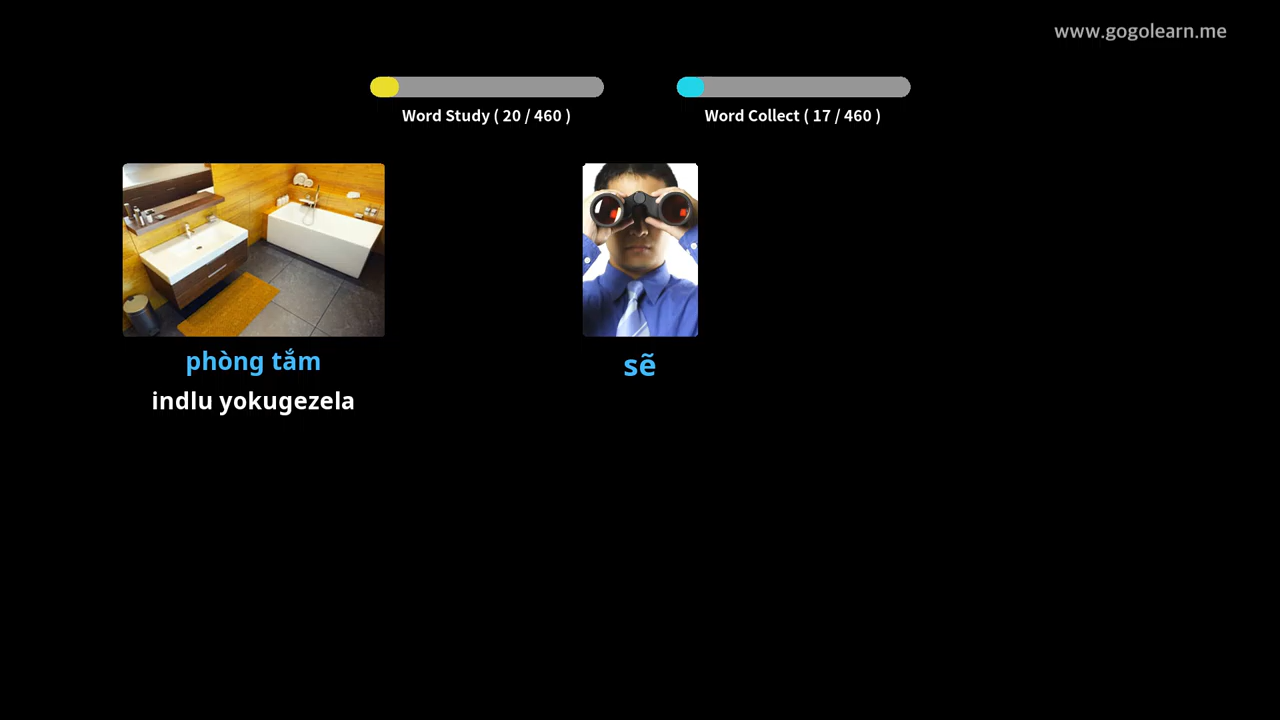 www.gogolearn.me
Word Study ( 20 / 460 )
Word Collect ( 17 / 460 )
phòng tắm
indlu yokugezela
sẽ